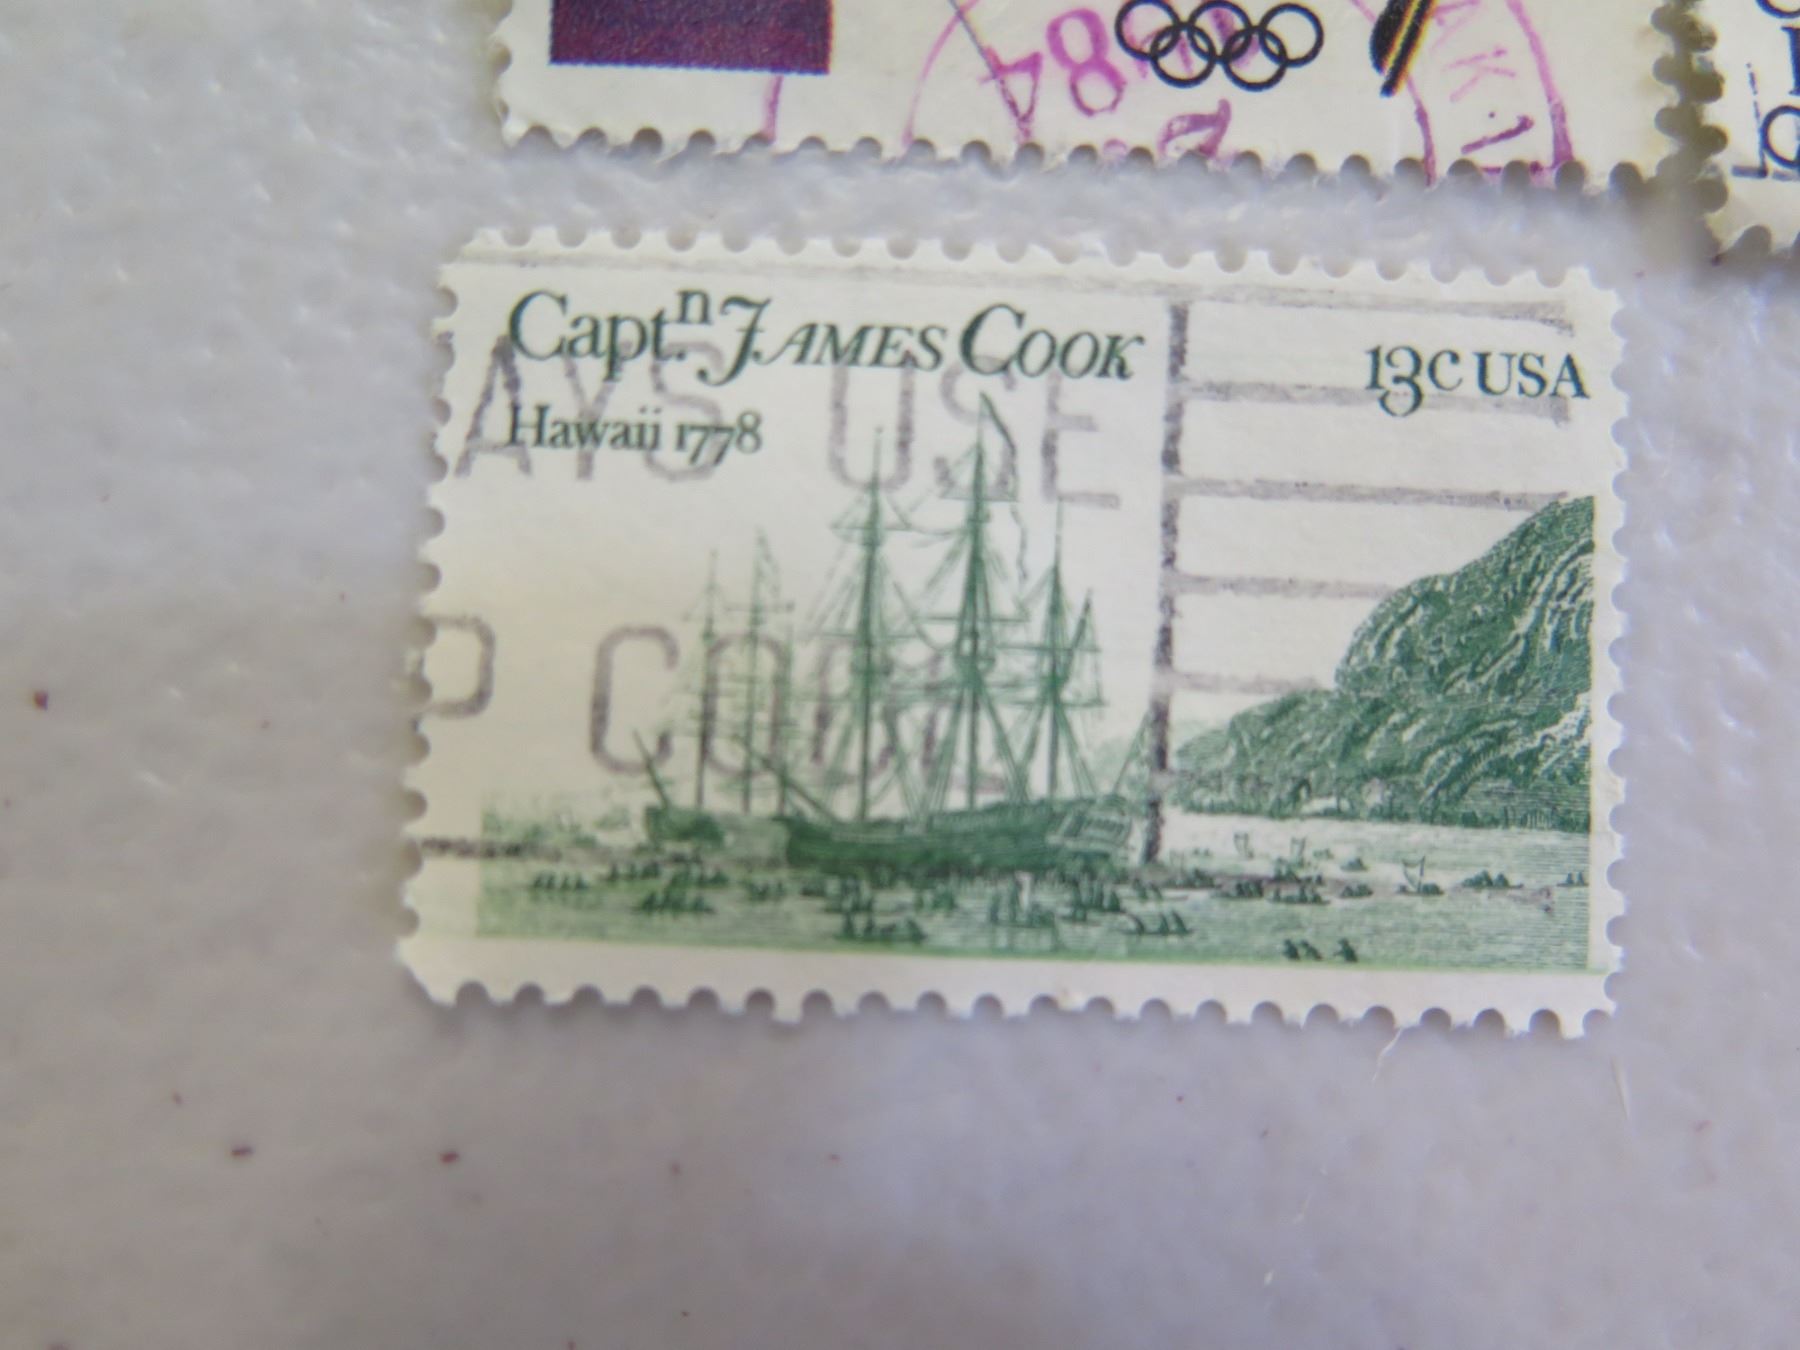 84
Captn. JAMES COOK
13c USA
Hawaii 1778
AYS USE
P CODE